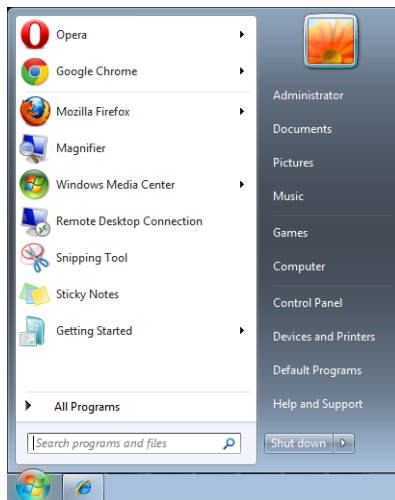 Opera
Google Chrome
Mozilla Firefox
Magnifier
Windows Media Center
Remote Desktop Connection
Snipping Tool
Sticky Notes
Getting Started
All Programs
Search programs and files
Administrator
Documents
Pictures
Music
Games
Computer
Control Panel
Devices and Printers
Default Programs
Help and Support
Shut down